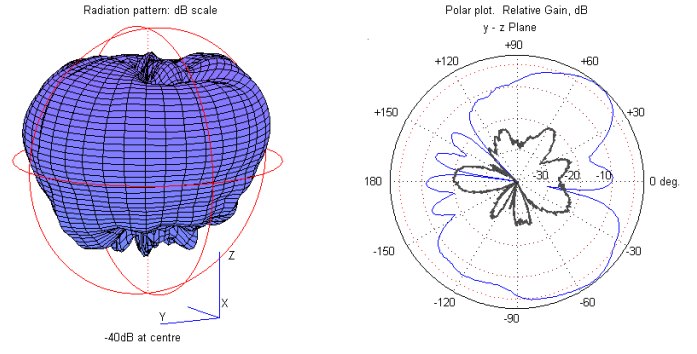 Radiation pattern: dB scale
Z
X
Y
-40dB at centre
Polar plot. Relative Gain, dB
y - z Plane
+90
+120
+60
+150
+30
180
-30 -20 -10
0 deg.
-150
-30
-120
-60
-90